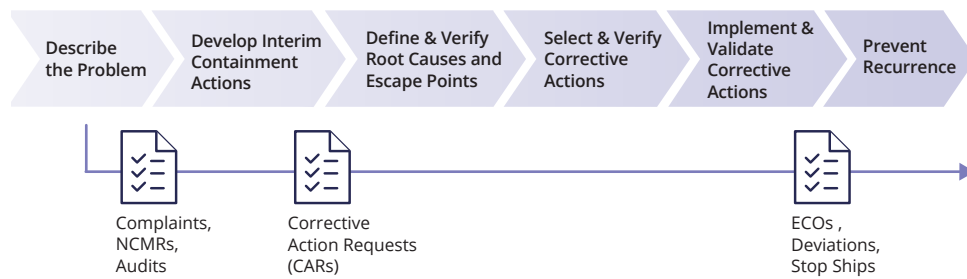 Describe
the Problem
Develop Interim
Containment
Actions
Define & Verify
Root Causes and
Escape Points
Select & Verify
Corrective
Actions
Implement &
Validate
Corrective
Actions
Prevent
Recurrence
Complaints,
NCMRs,
Audits
Corrective
Action Requests
(CARs)
ECOs ,
Deviations,
Stop Ships